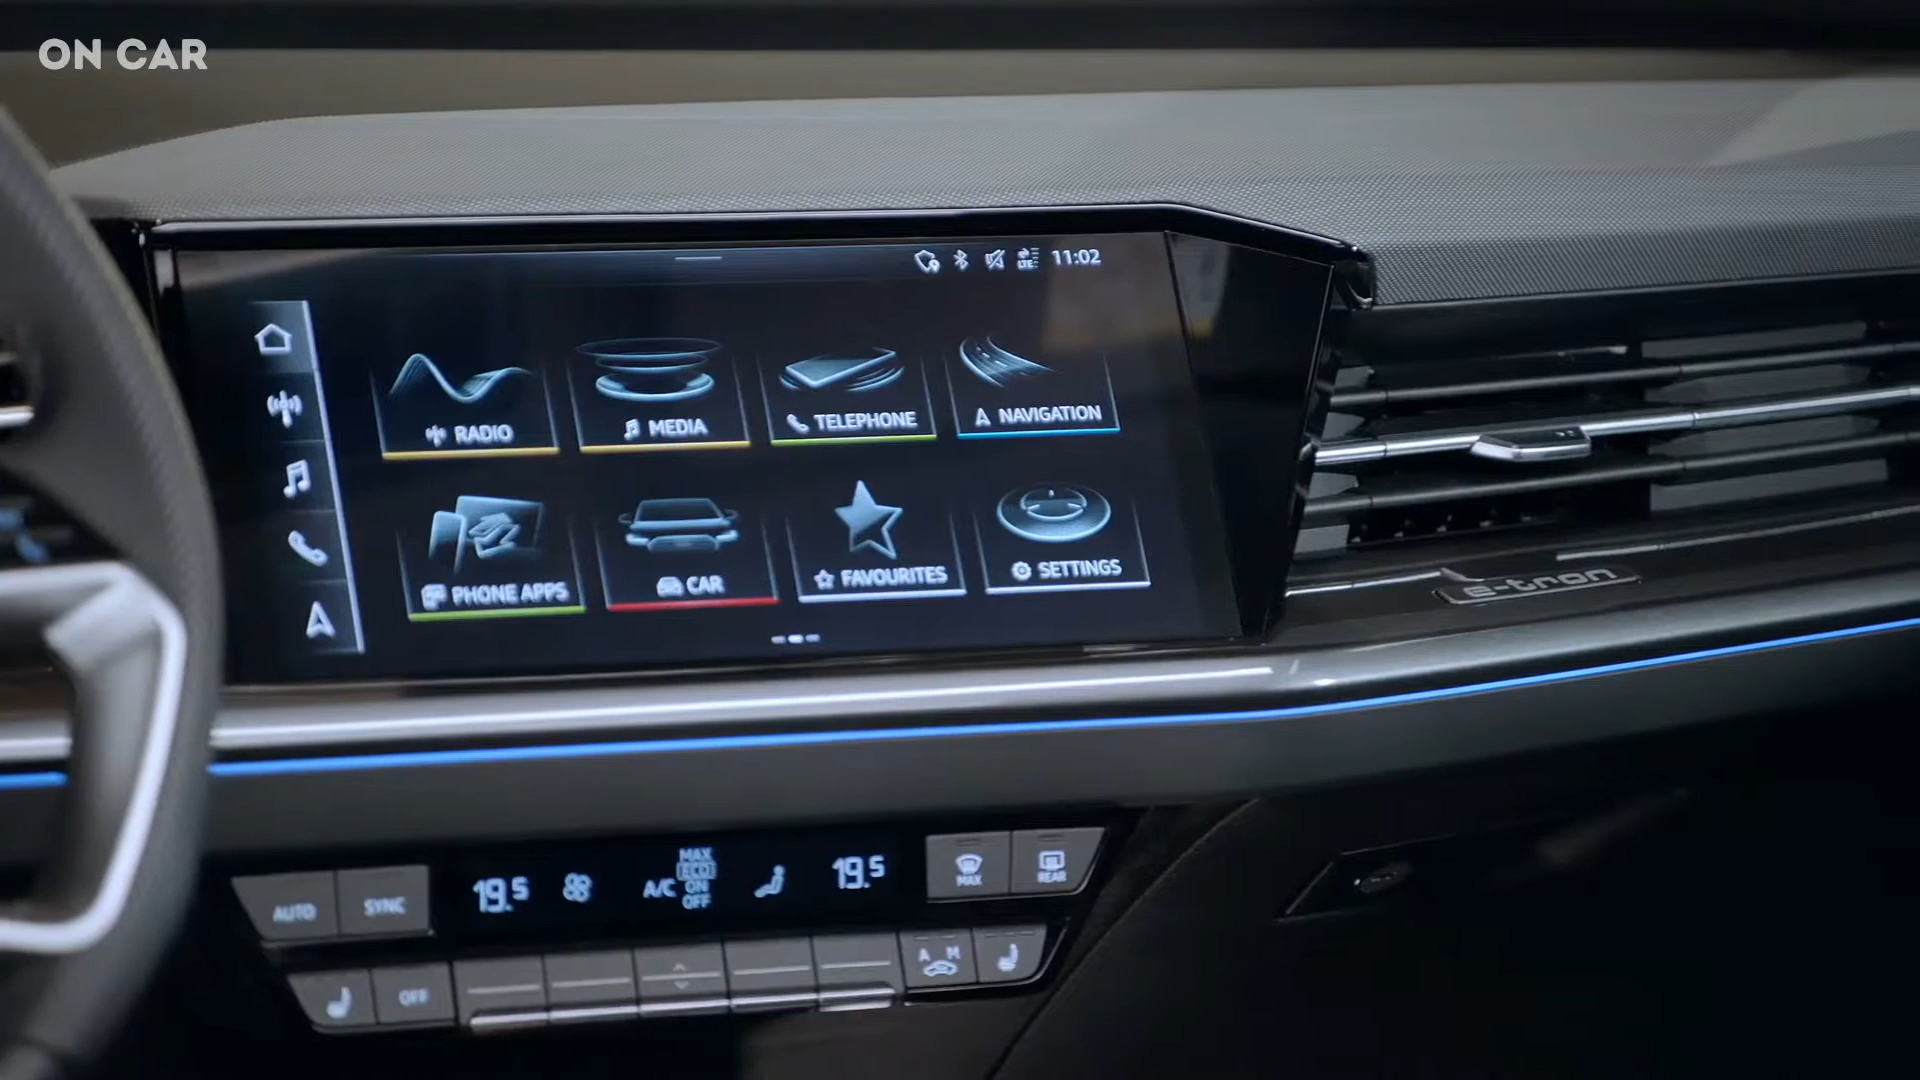 ON CAR
LTE 11:02
RADIO
MEDIA
TELEPHONE
NAVIGATION
PHONE APPS
CAR
FAVOURITES
SETTINGS
e-tron
AUTO
SYNC
19.5
A/C
MAX
ECO
ON
OFF
19.5
MAX
REAR
OFF
A M